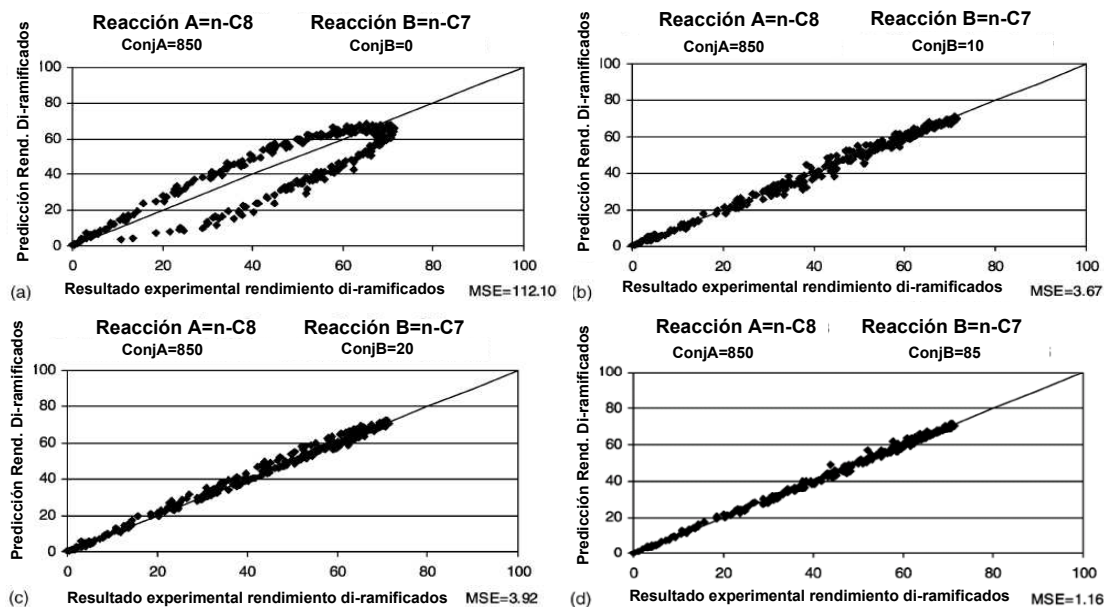 Reacción A=n-C8 Reacción B=n-C7
ConjA=850 ConjB=0
Predicción Rend. Di-ramificados
100
80
60
40
20
0
0 20 40 60 80 100
(a) Resultado experimental rendimiento di-ramificados MSE=112.10
Reacción A=n-C8 Reacción B=n-C7
ConjA=850 ConjB=10
Predicción Rend. Di-ramificados
100
80
60
40
20
0
0 20 40 60 80 100
(b) Resultado experimental rendimiento di-ramificados MSE=3.67
Reacción A=n-C8 Reacción B=n-C7
ConjA=850 ConjB=20
Predicción Rend. Di-ramificados
100
80
60
40
20
0
0 20 40 60 80 100
(c) Resultado experimental rendimiento di-ramificados MSE=3.92
Reacción A=n-C8 Reacción B=n-C7
ConjA=850 ConjB=85
Predicción Rend. Di-ramificados
100
80
60
40
20
0
0 20 40 60 80 100
(d) Resultado experimental rendimiento di-ramificados MSE=1.16